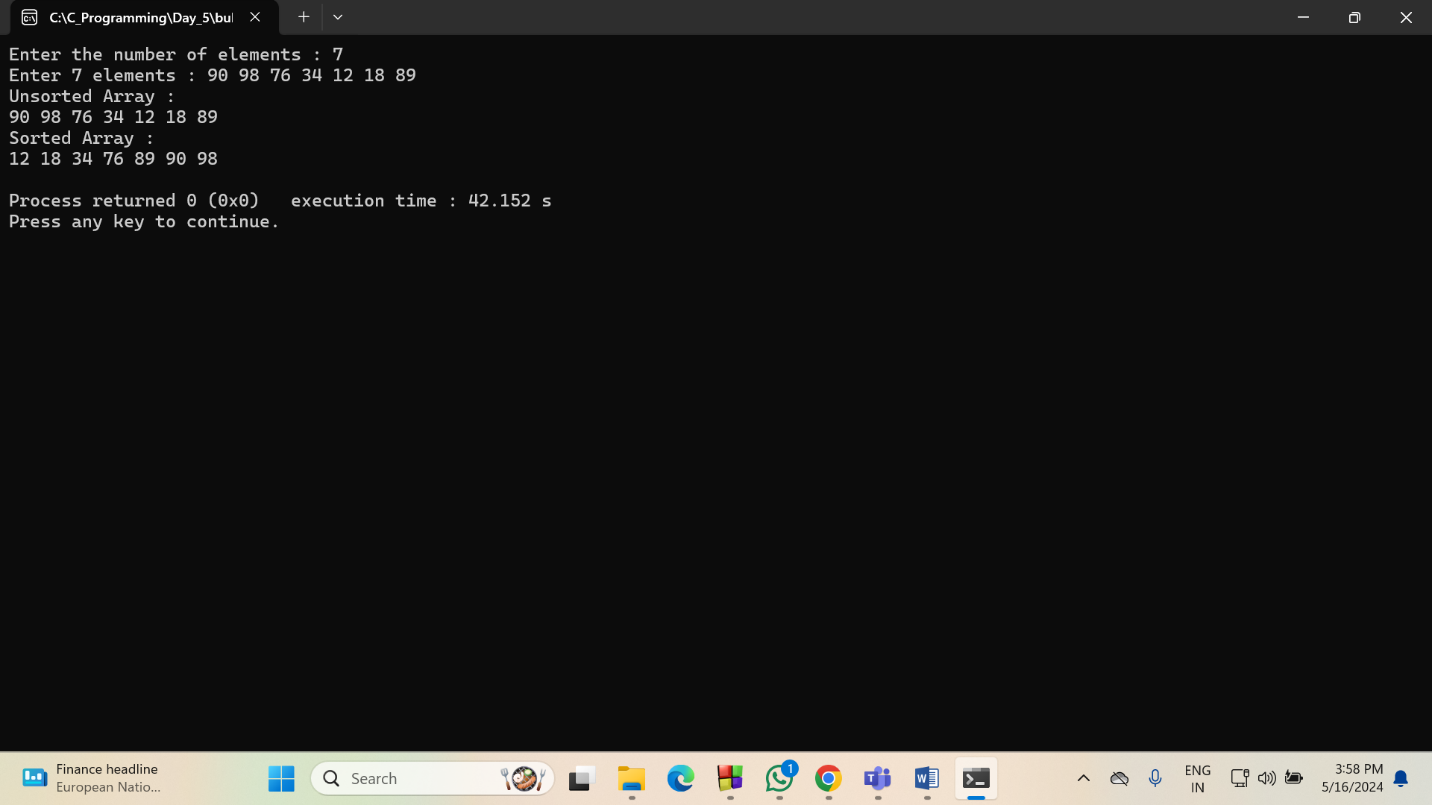 C:\C_Programming\Day_5\bul
Enter the number of elements : 7
Enter 7 elements : 90 98 76 34 12 18 89
Unsorted Array :
90 98 76 34 12 18 89
Sorted Array :
12 18 34 76 89 90 98
Process returned 0 (0x0)   execution time : 42.152 s
Press any key to continue.
Finance headline
European Natio...
Search
1
ENG
IN
3:58 PM
5/16/2024